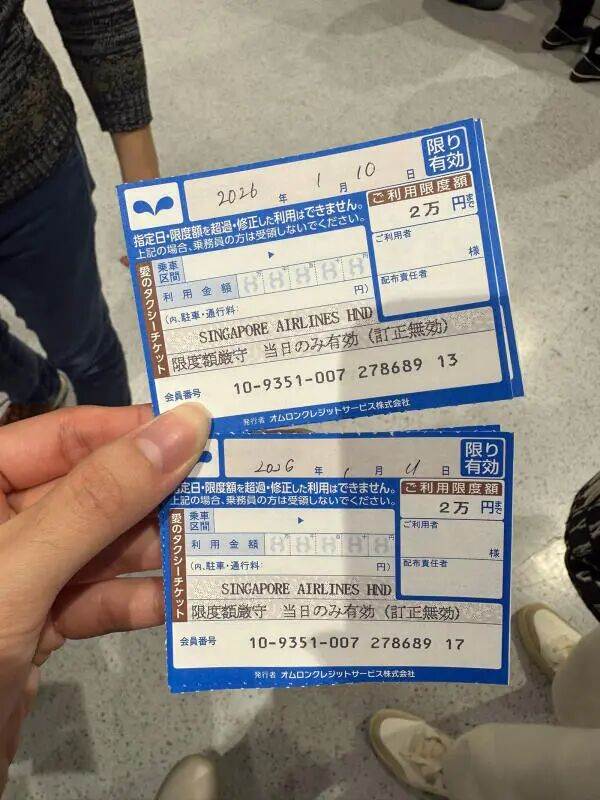 2026 年 1 月 10 日
限り
有効
指定日・限度額を超過・修正した利用はできません。
上記の場合、乗務員の方は受領しないでください。
ご利用限度額
2万 円まで
愛のタクシーチケット
乗車
区間
ご利用者
様
利用金額
円)
(内、駐車・通行料:
配布責任者
SINGAPORE AIRLINES HND
限度額厳守 当日のみ有効(訂正無効)
会員番号 10-9351-007 278689 13
発行者 オムロンクレジットサービス株式会社
2026 年 1 月 11 日
限り
有効
指定日・限度額を超過・修正した利用はできません。
上記の場合、乗務員の方は受領しないでください。
ご利用限度額
2万 円まで
愛のタクシーチケット
乗車
区間
ご利用者
様
利用金額
(内、駐車・通行料: 円)
配布責任者
SINGAPORE AIRLINES HND
限度額厳守 当日のみ有効(訂正無効)
会員番号 10-9351-007 278689 17
発行者 オムロンクレジットサービス株式会社